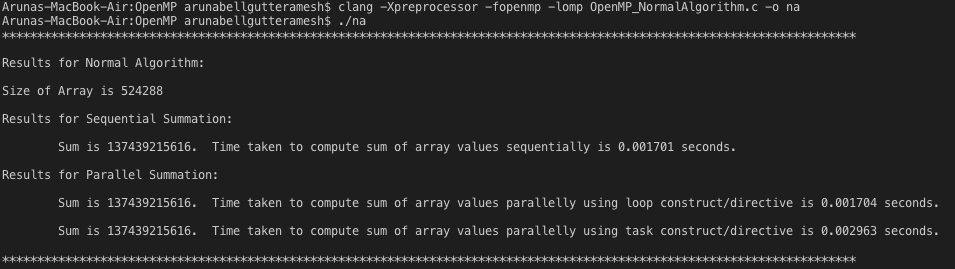 Arunas-MacBook-Air:OpenMP arunabellgutteramesh$ clang -Xpreprocessor -fopenmp -lomp OpenMP_NormalAlgorithm.c -o na
Arunas-MacBook-Air:OpenMP arunabellgutteramesh$ ./na
**************************************************************************************************************************
Results for Normal Algorithm:
Size of Array is 524288
Results for Sequential Summation:
Sum is 137439215616.  Time taken to compute sum of array values sequentially is 0.001701 seconds.
Results for Parallel Summation:
Sum is 137439215616.  Time taken to compute sum of array values parallelly using loop construct/directive is 0.001704 seconds.
Sum is 137439215616.  Time taken to compute sum of array values parallelly using task construct/directive is 0.002963 seconds.
**************************************************************************************************************************